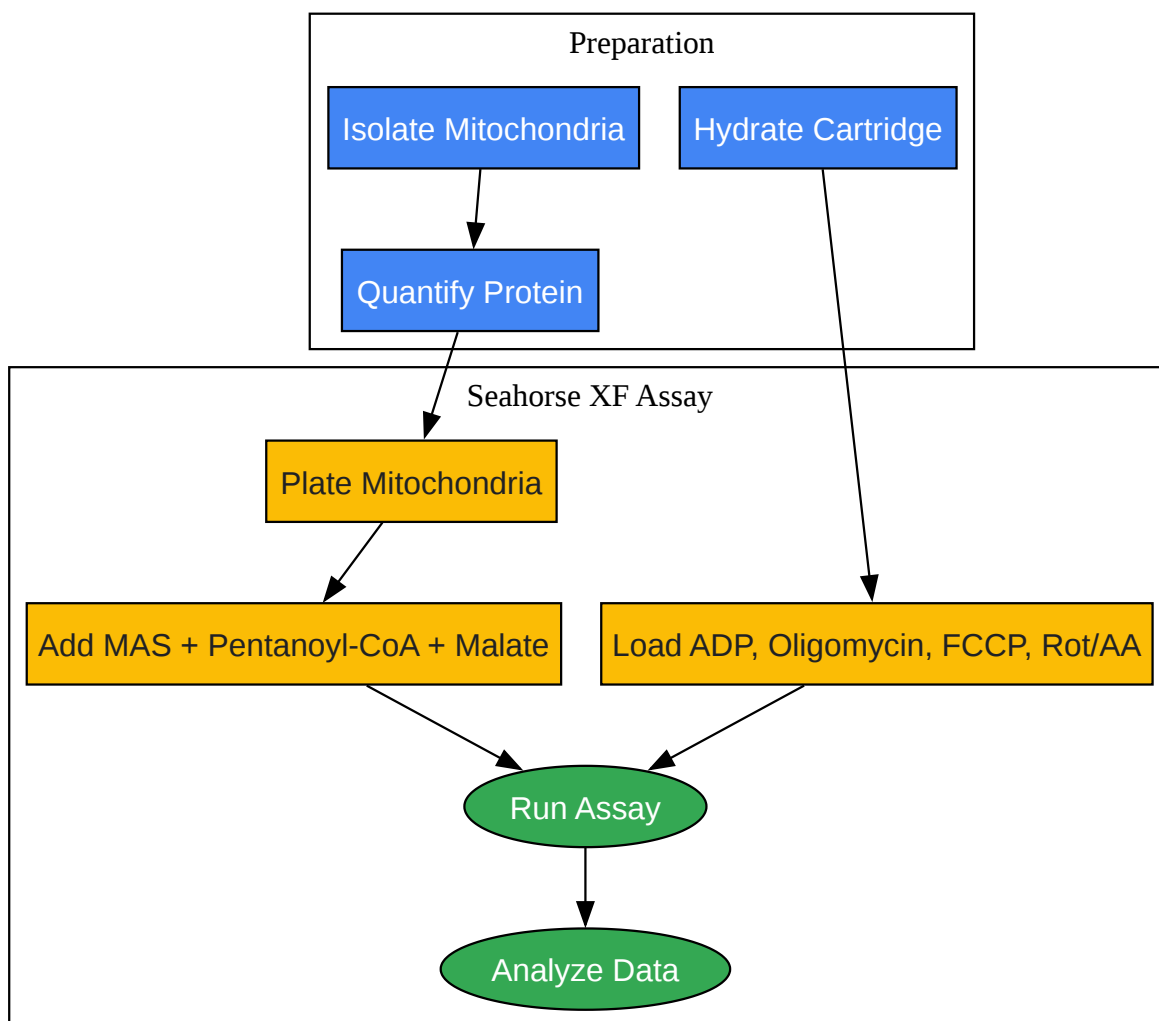 Preparation
Isolate Mitochondria
Hydrate Cartridge
Quantify Protein
Seahorse XF Assay
Plate Mitochondria
Add MAS + Pentanoyl-CoA + Malate
Load ADP, Oligomycin, FCCP, Rot/AA
Run Assay
Analyze Data